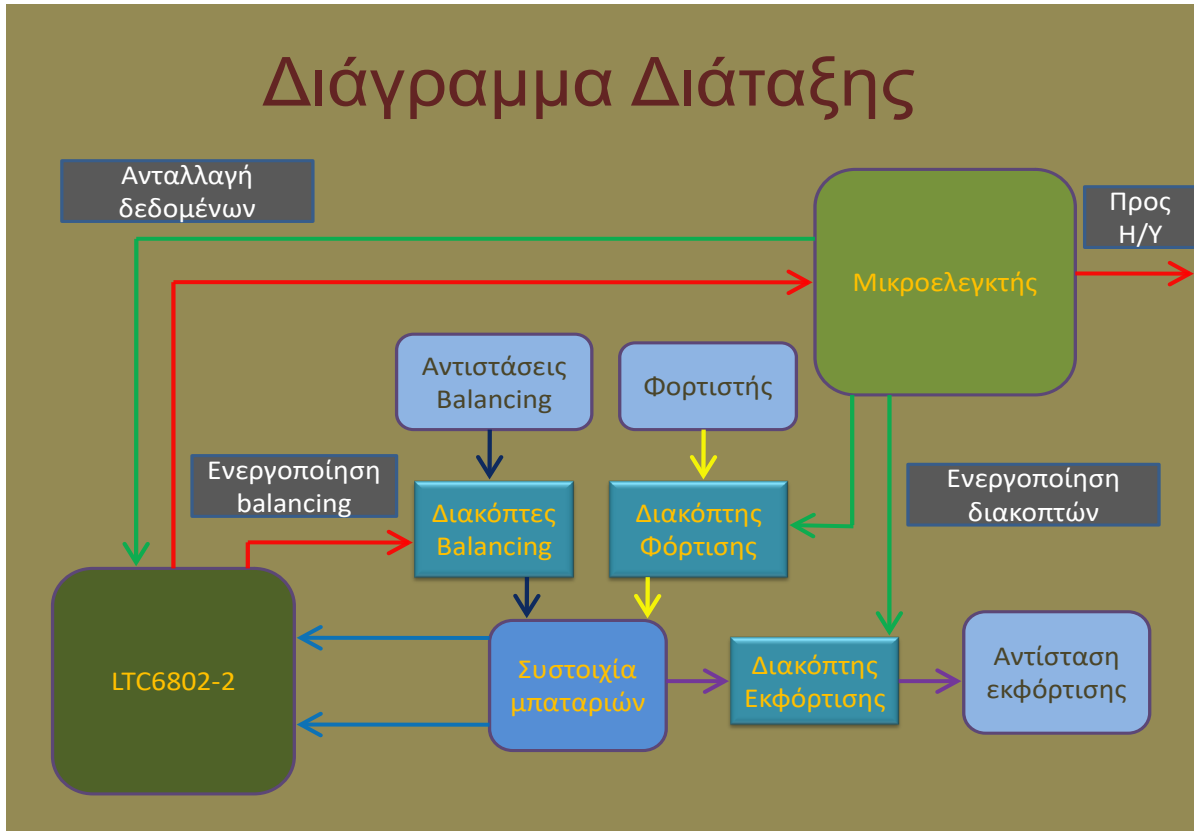 Διάγραμμα Διάταξης
Ανταλλαγή
δεδομένων
Προς
Η/Υ
Μικροελεγκτής
Αντιστάσεις
Balancing
Φορτιστής
Ενεργοποίηση
balancing
Διακόπτες
Balancing
Διακόπτης
Φόρτισης
Ενεργοποίηση
διακοπτών
LTC6802-2
Συστοιχία
μπαταριών
Διακόπτης
Εκφόρτισης
Αντίσταση
εκφόρτισης